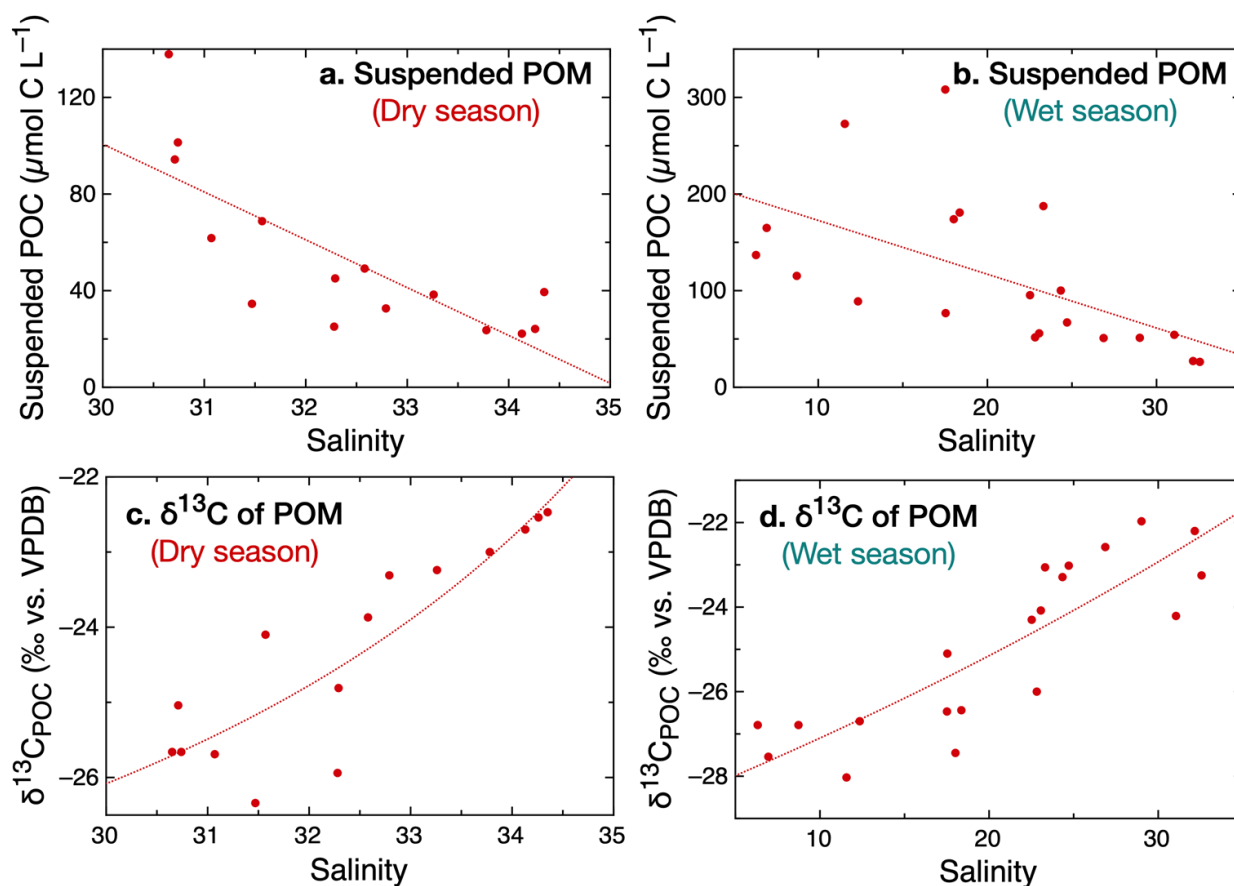 a. Suspended POM
(Dry season)
Suspended POC (µmol C L⁻¹)
120
80
40
0
30
31
32
33
34
35
Salinity
b. Suspended POM
(Wet season)
Suspended POC (µmol C L⁻¹)
300
200
100
0
10
20
30
Salinity
c. δ¹³C of POM
(Dry season)
δ¹³C_POC (‰ vs. VPDB)
−22
−24
−26
30
31
32
33
34
35
Salinity
d. δ¹³C of POM
(Wet season)
δ¹³C_POC (‰ vs. VPDB)
−22
−24
−26
−28
10
20
30
Salinity